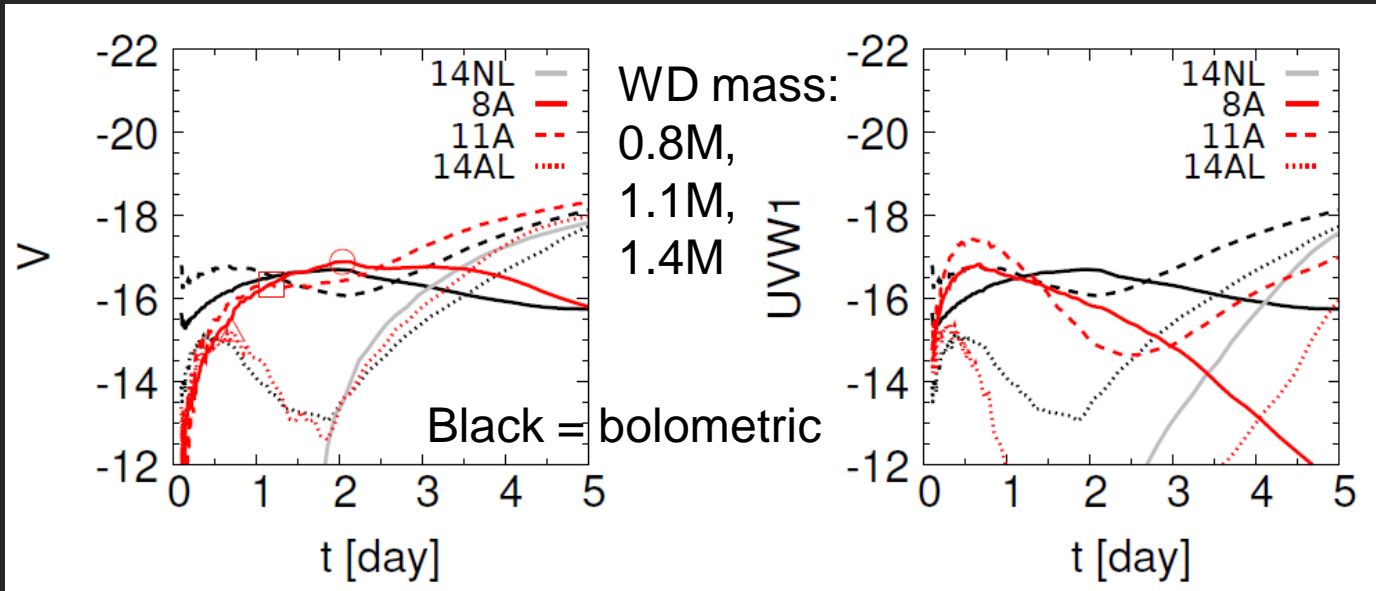 -22
-20
-18
-16
-14
-12
V
14NL
8A
11A
14AL
0 1 2 3 4 5
t [day]
WD mass:
0.8M,
1.1M,
1.4M
Black = bolometric
-22
-20
-18
-16
-14
-12
UVW1
14NL
8A
11A
14AL
0 1 2 3 4 5
t [day]